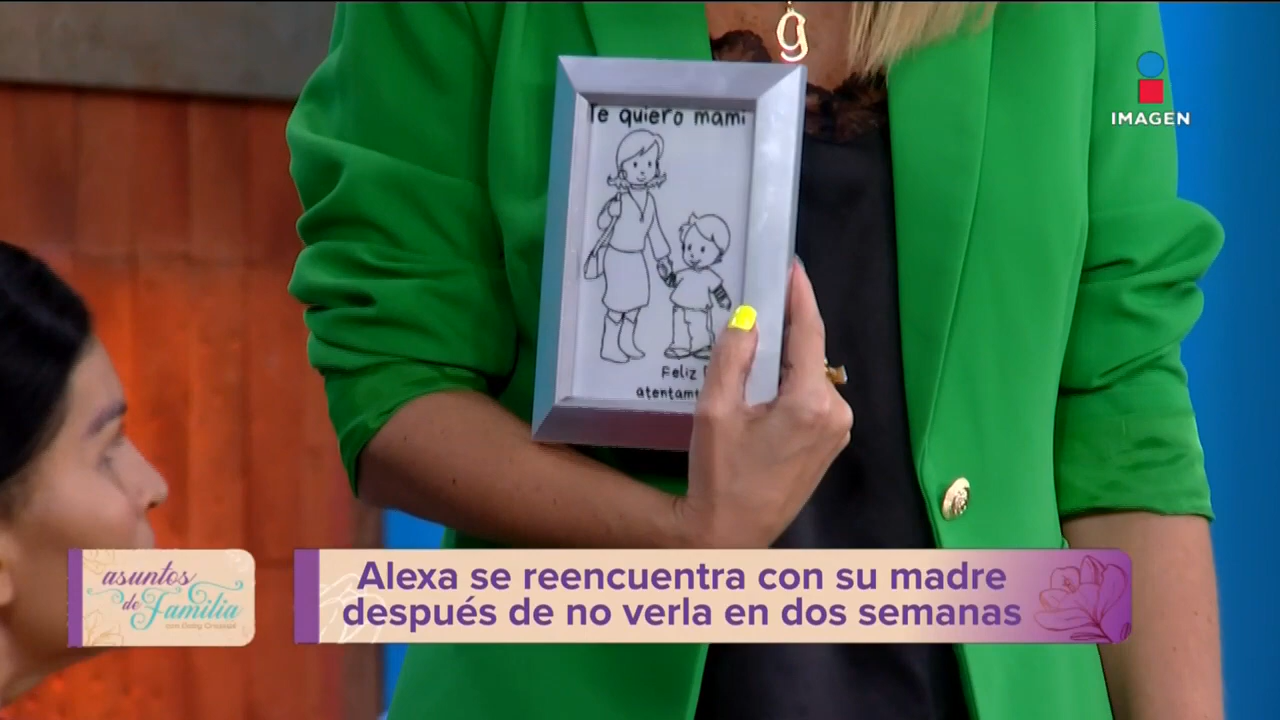 g
Te quiero mami
IMAGEN
Feliz
asuntos
de
Familia
Alexa se reencuentra con su madre
después de no verla en dos semanas